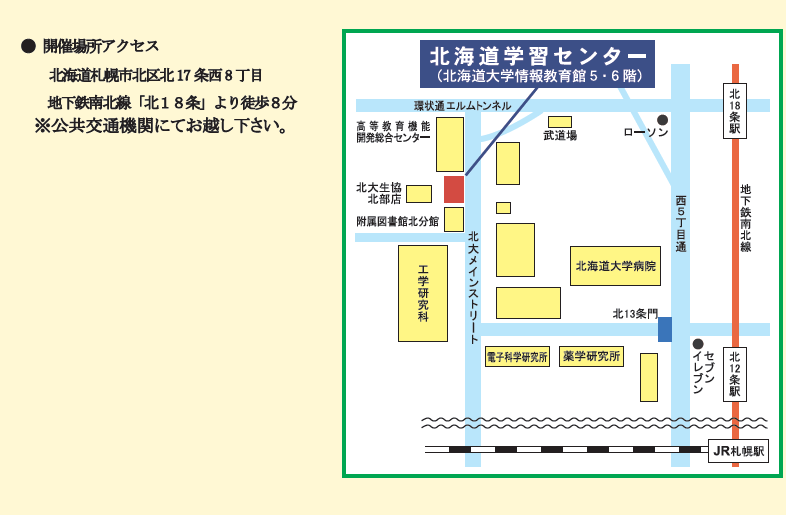 ● 開催場所アクセス
北海道札幌市北区北17条西8丁目
地下鉄南北線「北１８条」より徒歩８分
※公共交通機関にてお越し下さい。
北海道学習センター
（北海道大学情報教育館５・６階）
環状通エルムトンネル
北18条駅
高等教育機能
開発総合センター
武道場
ローソン
北大生協
北部店
附属図書館北分館
西５丁目通
地下鉄南北線
北大メインストリート
工学研究科
北海道大学病院
北13条門
電子科学研究所
薬学研究所
セブン
イレブン
北12条駅
JR札幌駅